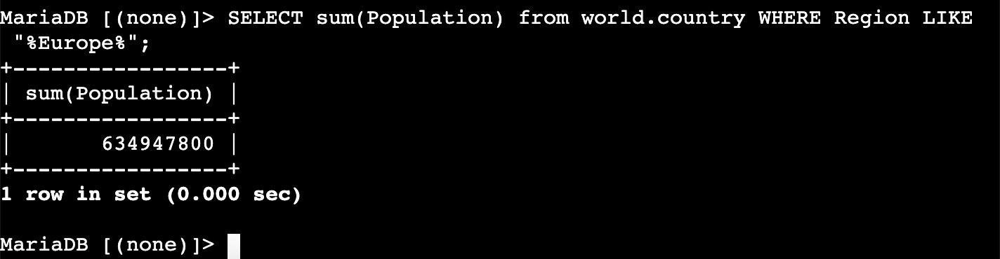 MariaDB [(none)]> SELECT sum(Population) from world.country WHERE Region LIKE
 "%Europe%";
+-----------------+
| sum(Population) |
+-----------------+
|       634947800 |
+-----------------+
1 row in set (0.000 sec)

MariaDB [(none)]>